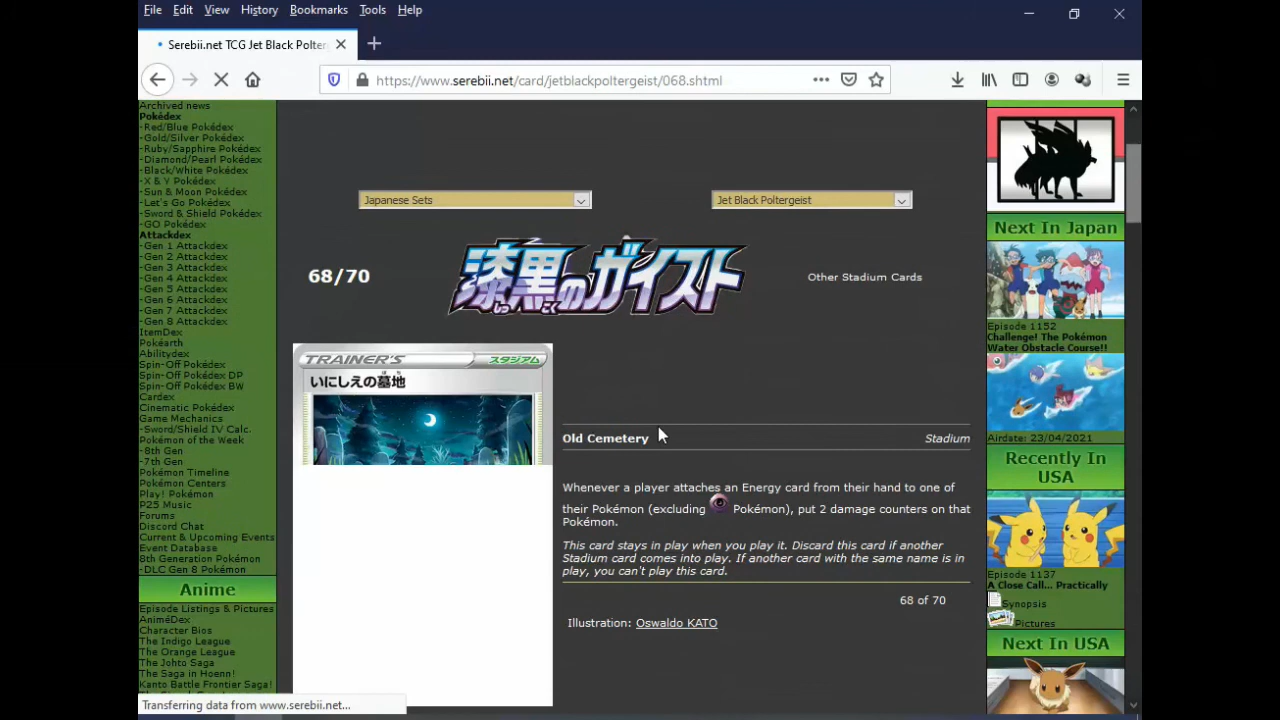 File Edit View History Bookmarks Tools Help
Serebii.net TCG Jet Black Polter
https://www.serebii.net/card/jetblackpoltergeist/068.shtml
Archived news
Pokédex
-Red/Blue Pokédex
-Gold/Silver Pokédex
-Ruby/Sapphire Pokédex
-Diamond/Pearl Pokédex
-Black/White Pokédex
-X & Y Pokédex
-Sun & Moon Pokédex
-Let's Go Pokédex
-Sword & Shield Pokédex
-GO Pokédex
Attackdex
-Gen 1 Attackdex
-Gen 2 Attackdex
-Gen 3 Attackdex
-Gen 4 Attackdex
-Gen 5 Attackdex
-Gen 6 Attackdex
-Gen 7 Attackdex
-Gen 8 Attackdex
ItemDex
Pokéarth
Abilitydex
Spin-Off Pokédex
Spin-Off Pokédex DP
Spin-Off Pokédex BW
Cardex
Cinematic Pokédex
Game Mechanics
-Sword/Shield IV Calc.
Pokémon of the Week
-8th Gen
-7th Gen
Pokémon Timeline
Pokémon Centers
Play! Pokémon
P25 Music
Forums
Discord Chat
Current & Upcoming Events
Event Database
8th Generation Pokémon
-DLC Gen 8 Pokémon
Anime
Episode Listings & Pictures
AniméDex
Character Bios
The Indigo League
The Orange League
The Johto Saga
The Saga in Hoenn!
Kanto Battle Frontier Saga!
Transferring data from www.serebii.net...
Japanese Sets
Jet Black Poltergeist
68/70
漆黒のガイスト
しっこく
Other Stadium Cards
TRAINER'S スタジアム
いにしえの墓地
ぼち
Old Cemetery Stadium
Whenever a player attaches an Energy card from their hand to one of
their Pokémon (excluding Pokémon), put 2 damage counters on that
Pokémon.
This card stays in play when you play it. Discard this card if another
Stadium card comes into play. If another card with the same name is in
play, you can't play this card.
68 of 70
Illustration: Oswaldo KATO
Next In Japan
Episode 1152
Challenge! The Pokémon
Water Obstacle Course!!
Airdate: 23/04/2021
Recently In
USA
Episode 1137
A Close Call... Practically
Synopsis
Pictures
Next In USA